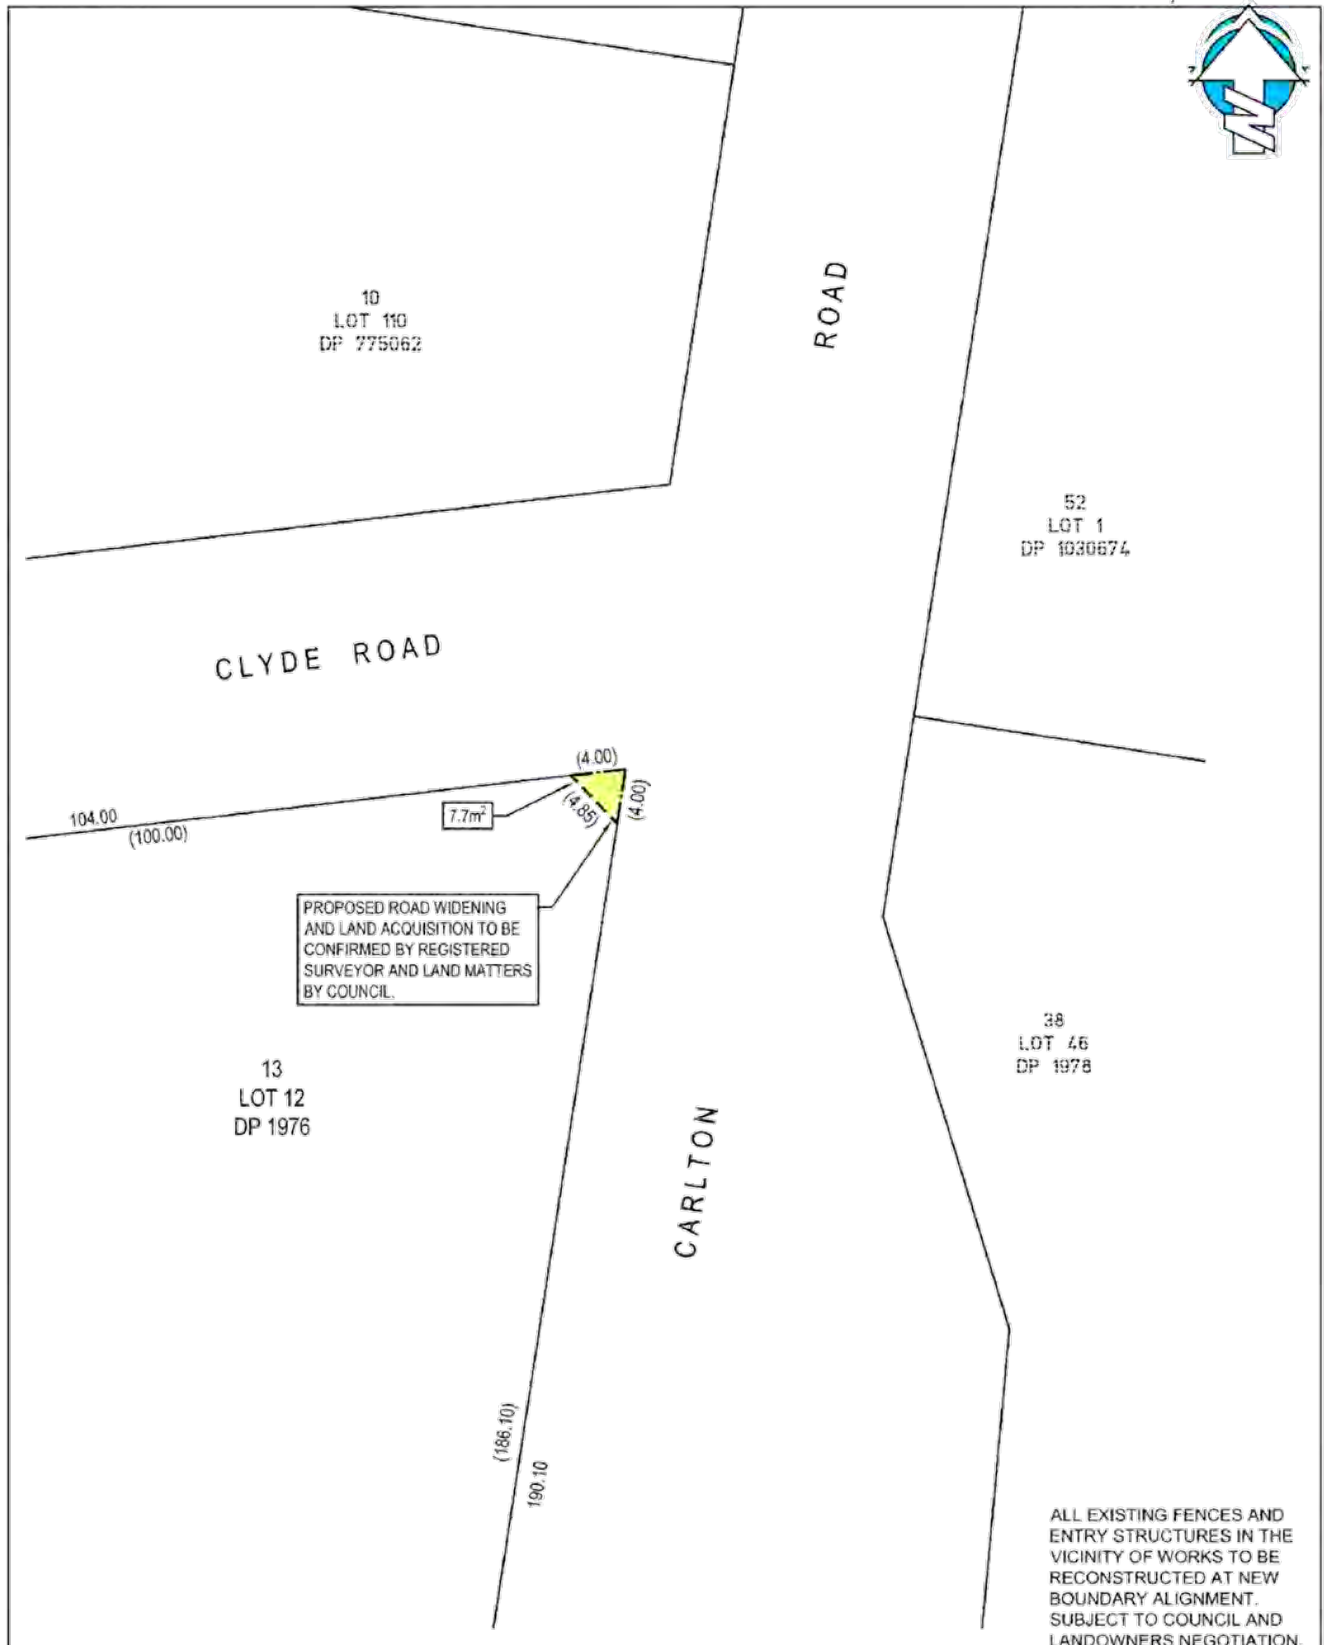 N
10
LOT 110
DP 775062
ROAD
52
LOT 1
DP 1030674
CLYDE ROAD
(4.00)
(4.00)
(4.85)
7.7m²
104.00
(100.00)
PROPOSED ROAD WIDENING
AND LAND ACQUISITION TO BE
CONFIRMED BY REGISTERED
SURVEYOR AND LAND MATTERS
BY COUNCIL.
13
LOT 12
DP 1976
38
LOT 46
DP 1978
CARLTON
(186.10)
190.10
ALL EXISTING FENCES AND
ENTRY STRUCTURES IN THE
VICINITY OF WORKS TO BE
RECONSTRUCTED AT NEW
BOUNDARY ALIGNMENT.
SUBJECT TO COUNCIL AND
LANDOWNERS NEGOTIATION.